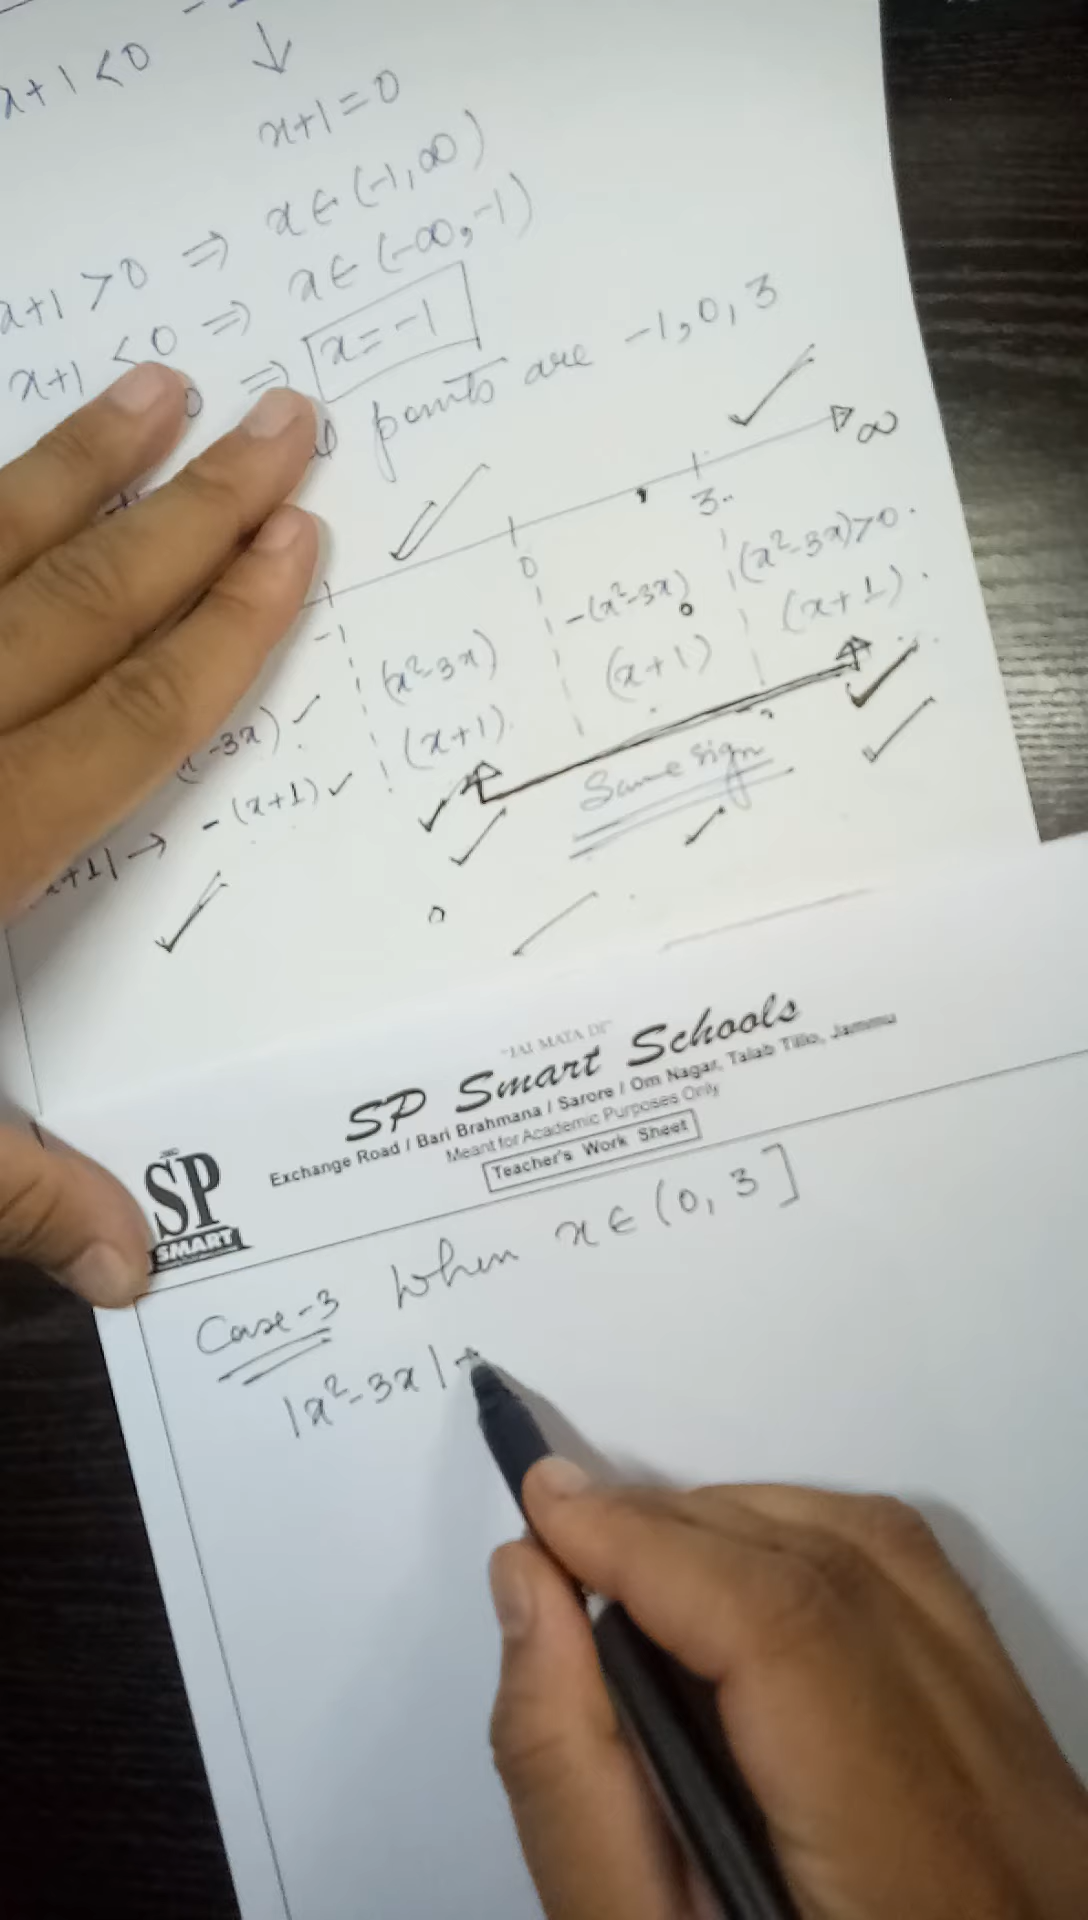 x+1<0
x+1=0
x+1>0 ⇒ x∈(-1,∞)
x+1<0 ⇒ x∈(-∞,-1)
0 ⇒ x=-1
points are -1,0,3
∞
-1 0 3
(x²-3x) -(x²-3x) (x²-3x)>0.
-3x) (x+1) (x+1) (x+1).
+1| → -(x+1)
Same sign
"JAI MATA DI"
SP Smart Schools
Exchange Road / Bari Brahmana / Sarore / Om Nagar, Talab Tillo, Jammu
Meant for Academic Purposes Only
Teacher's Work Sheet
SP
SMART
Case-3 When x∈(0,3]
|x²-3x|+